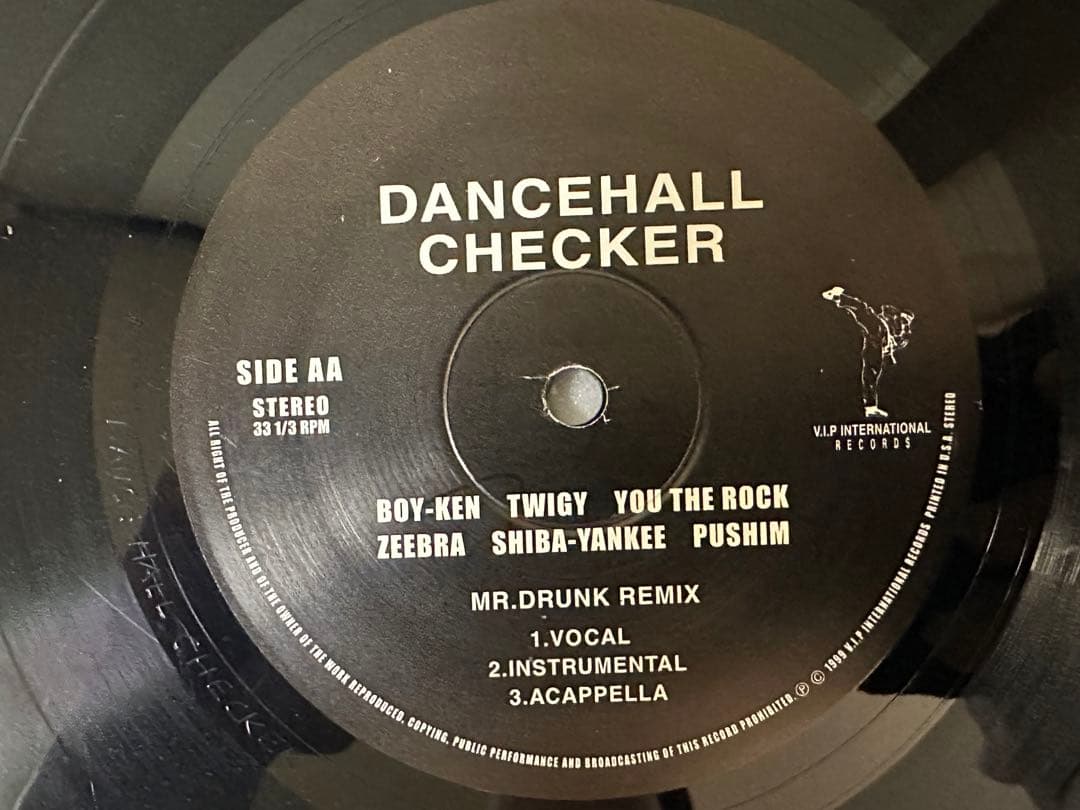 DANCEHALL
CHECKER
SIDE AA
STEREO
33 1/3 RPM
V.I.P INTERNATIONAL
RECORDS
BOY-KEN TWIGY YOU THE ROCK
ZEEBRA SHIBA-YANKEE PUSHIM
MR.DRUNK REMIX
1.VOCAL
2.INSTRUMENTAL
3.ACAPPELLA
ALL RIGHT OF THE PRODUCER AND OF THE OWNER OF THE WORK REPRODUCED. COPYING, PUBLIC PERFORMANCE AND BROADCASTING OF THIS RECORD PROHIBITED. ℗ © 1999 V.I.P INTERNATIONAL RECORDS PRINTED IN U.S.A. STEREO
HALL CHECK